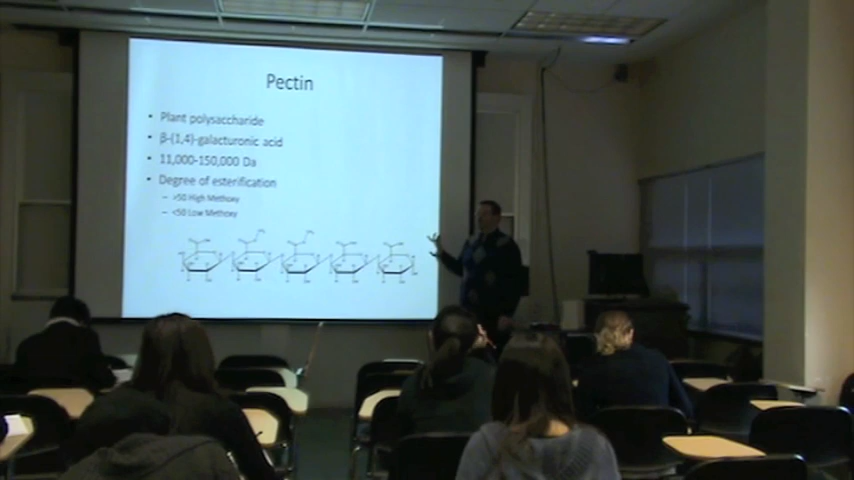 Pectin
• Plant polysaccharide
• β-(1,4)-galacturonic acid
• 11,000-150,000 Da
• Degree of esterification
– >50 High Methoxy
– <50 Low Methoxy